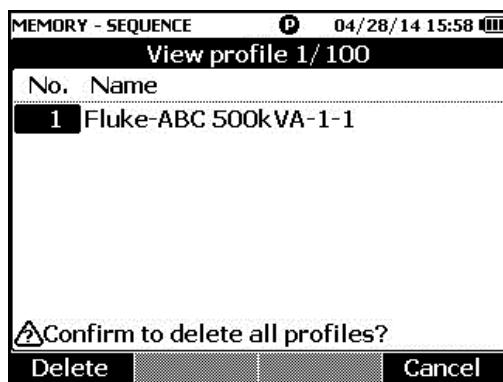 MEMORY - SEQUENCE P 04/28/14 15:58
View profile 1/100
No. Name
1 Fluke-ABC 500kVA-1-1
Confirm to delete all profiles?
Delete Cancel